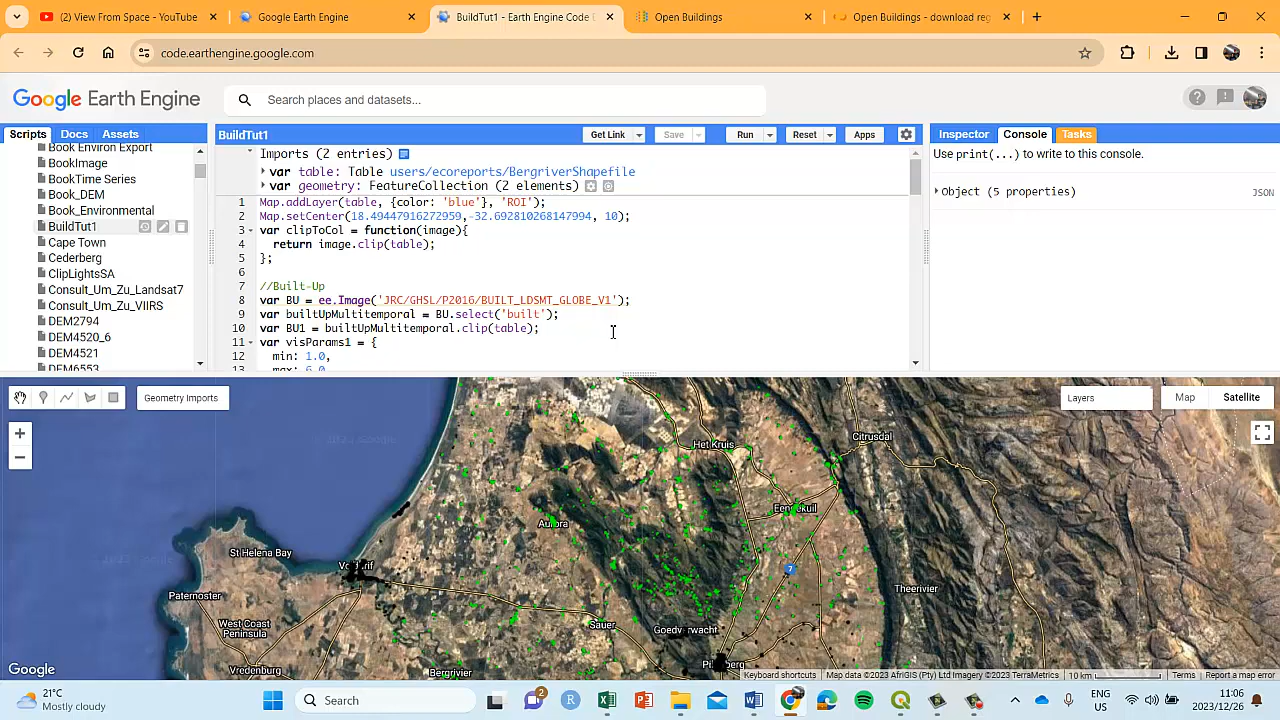 (2) View From Space - YouTube
Google Earth Engine
BuildTut1 - Earth Engine Code E
Open Buildings
Open Buildings - download reg
code.earthengine.google.com
Google Earth Engine
Search places and datasets...
Scripts Docs Assets
Book Environ Export
BookImage
BookTime Series
Book_DEM
Book_Environmental
BuildTut1
Cape Town
Cederberg
ClipLightsSA
Consult_Um_Zu_Landsat7
Consult_Um_Zu_VIIRS
DEM2794
DEM4520_6
DEM4521
DEM6553
BuildTut1
Get Link Save Run Reset Apps
Imports (2 entries)
var table: Table users/ecoreports/BergriverShapefile
var geometry: FeatureCollection (2 elements)
1 Map.addLayer(table, {color: 'blue'}, 'ROI');
2 Map.setCenter(18.49447916272959,-32.692810268147994, 10);
3 var clipToCol = function(image){
4 return image.clip(table);
5 };
6
7 //Built-Up
8 var BU = ee.Image('JRC/GHSL/P2016/BUILT_LDSMT_GLOBE_V1');
9 var builtUpMultitemporal = BU.select('built');
10 var BU1 = builtUpMultitemporal.clip(table);
11 var visParams1 = {
12 min: 1.0,
13 max: 6.0
Inspector Console Tasks
Use print(...) to write to this console.
Object (5 properties) JSON
Geometry Imports
Layers
Map Satellite
+
−
Het Kruis
Citrusdal
Aurora
Eendekuil
St Helena Bay
7
Paternoster
Theerivier
West Coast
Peninsula
Sauer
Goedverwacht
Vredenburg
Bergrivier
Google
Keyboard shortcuts Map data ©2023 AfriGIS (Pty) Ltd Imagery ©2023 TerraMetrics 10 km Terms Report a map error
21°C
Mostly cloudy
Search
2
ENG
US
11:06
2023/12/26